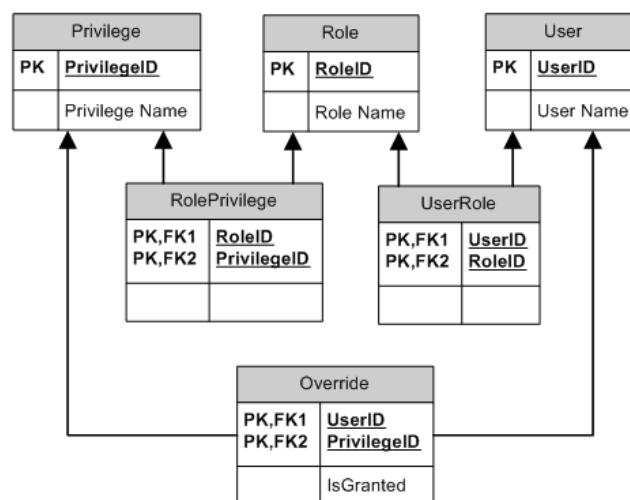 Privilege
PK PrivilegeID
Privilege Name
Role
PK RoleID
Role Name
User
PK UserID
User Name
RolePrivilege
PK,FK1 RoleID
PK,FK2 PrivilegeID
UserRole
PK,FK1 UserID
PK,FK2 RoleID
Override
PK,FK1 UserID
PK,FK2 PrivilegeID
IsGranted